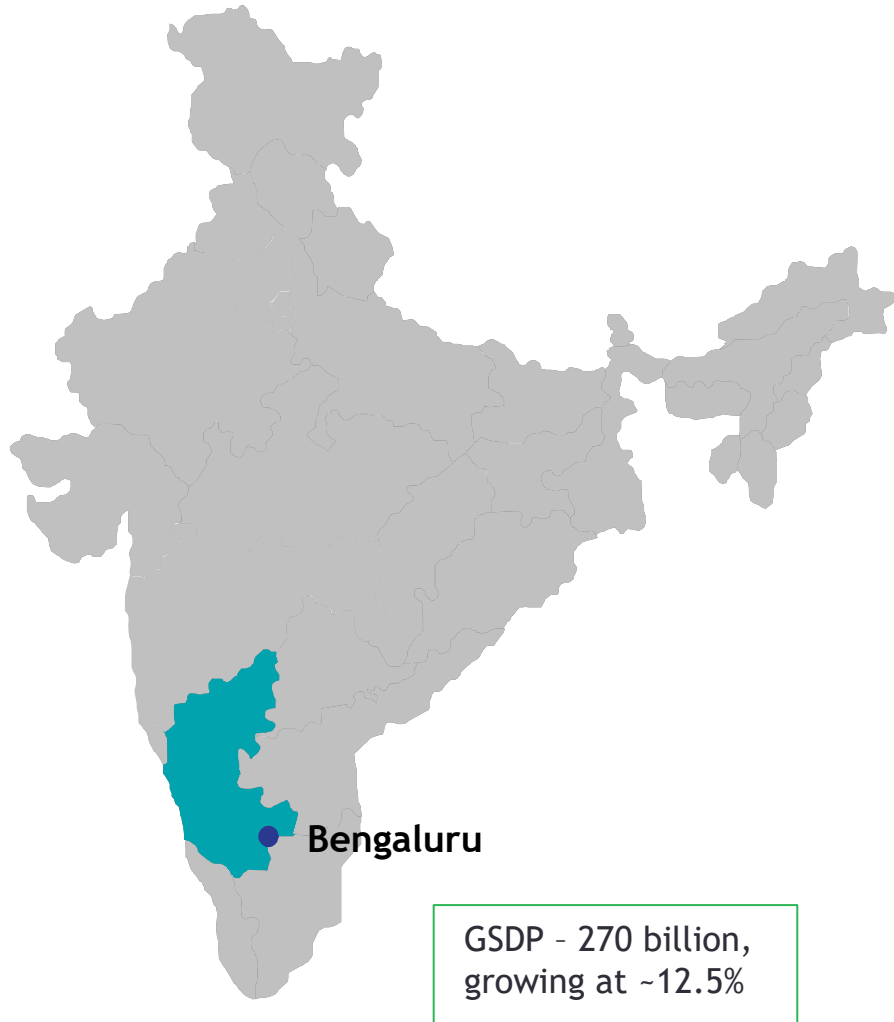 Bengaluru
GSDP - 270 billion,
growing at ~12.5%